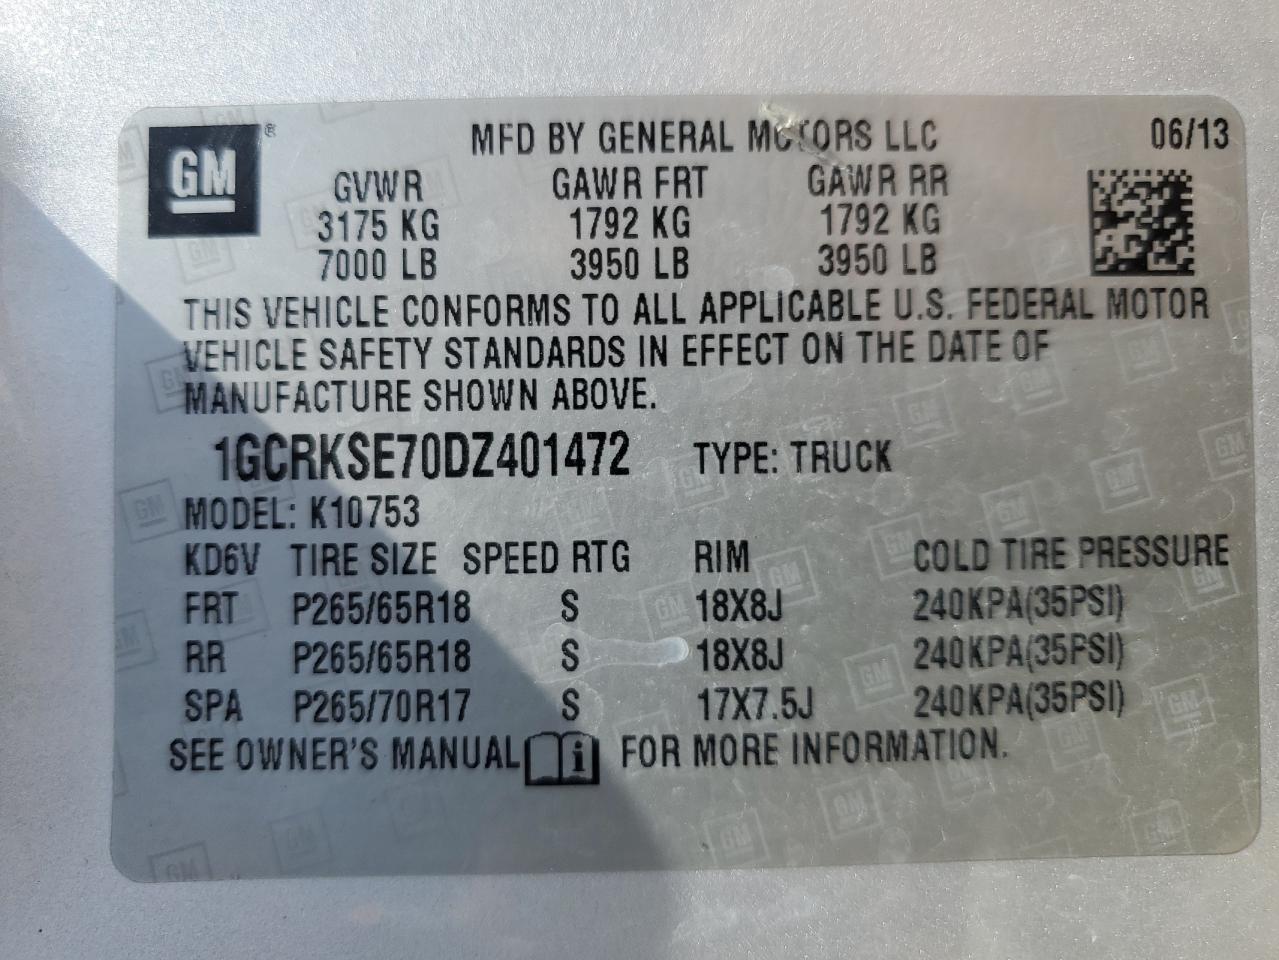 GM® MFD BY GENERAL MOTORS LLC 06/13
GVWR GAWR FRT GAWR RR
3175 KG 1792 KG 1792 KG
7000 LB 3950 LB 3950 LB
THIS VEHICLE CONFORMS TO ALL APPLICABLE U.S. FEDERAL MOTOR
VEHICLE SAFETY STANDARDS IN EFFECT ON THE DATE OF
MANUFACTURE SHOWN ABOVE.
1GCRKSE70DZ401472 TYPE: TRUCK
MODEL: K10753
KD6V TIRE SIZE SPEED RTG RIM COLD TIRE PRESSURE
FRT P265/65R18 S 18X8J 240KPA(35PSI)
RR P265/65R18 S 18X8J 240KPA(35PSI)
SPA P265/70R17 S 17X7.5J 240KPA(35PSI)
SEE OWNER'S MANUAL i FOR MORE INFORMATION.